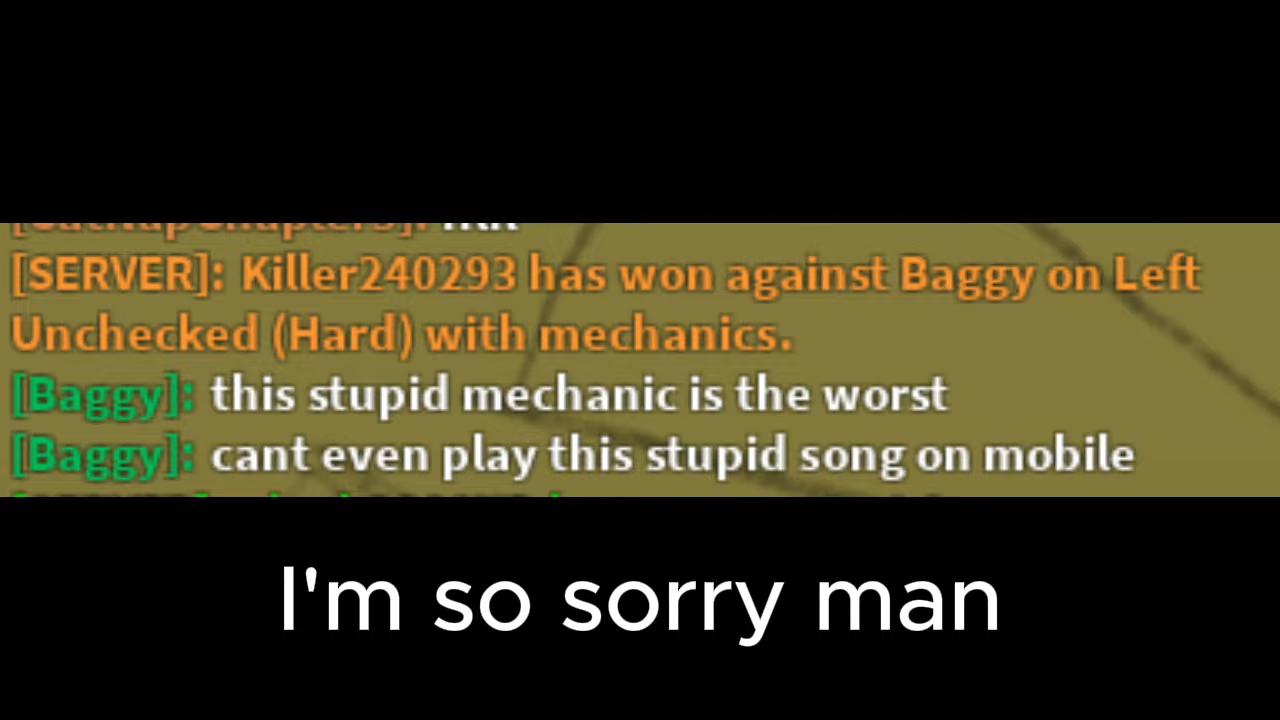 [SERVER]: Killer240293 has won against Baggy on Left
Unchecked (Hard) with mechanics.
[Baggy]: this stupid mechanic is the worst
[Baggy]: cant even play this stupid song on mobile
I'm so sorry man